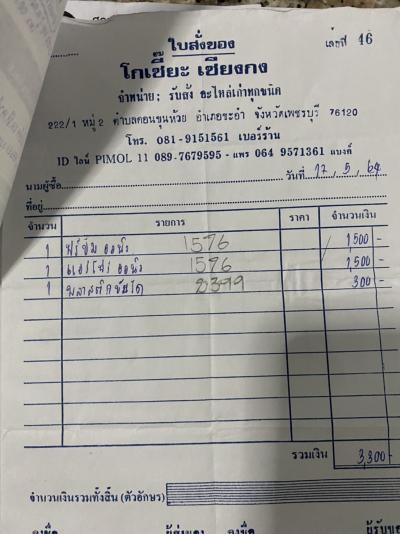 ใบสั่งของ
เลขที่ 46
โกเซี๊ยะ เซียงกง
จำหน่าย; รับสั่ง อะไหล่เก่าทุกชนิด
222/1 หมู่ 2 ตำบลดอนขุนห้วย อำเภอชะอำ จังหวัดเพชรบุรี 76120
โทร. 081-9151561 เบอร์ร้าน
ID ไลน์ PIMOL 11 089-7679595 - แพร 064 9571361 แบงค์
นามผู้ซื้อ วันที่ 17, 5, 64
ที่อยู่
จำนวน รายการ ราคา จำนวนเงิน
1 1576 1,500 -
1 1576 1,500 -
1 2399 300 -
รวมเงิน 3,300 -
จำนวนเงินรวมทั้งสิ้น (ตัวอักษร)